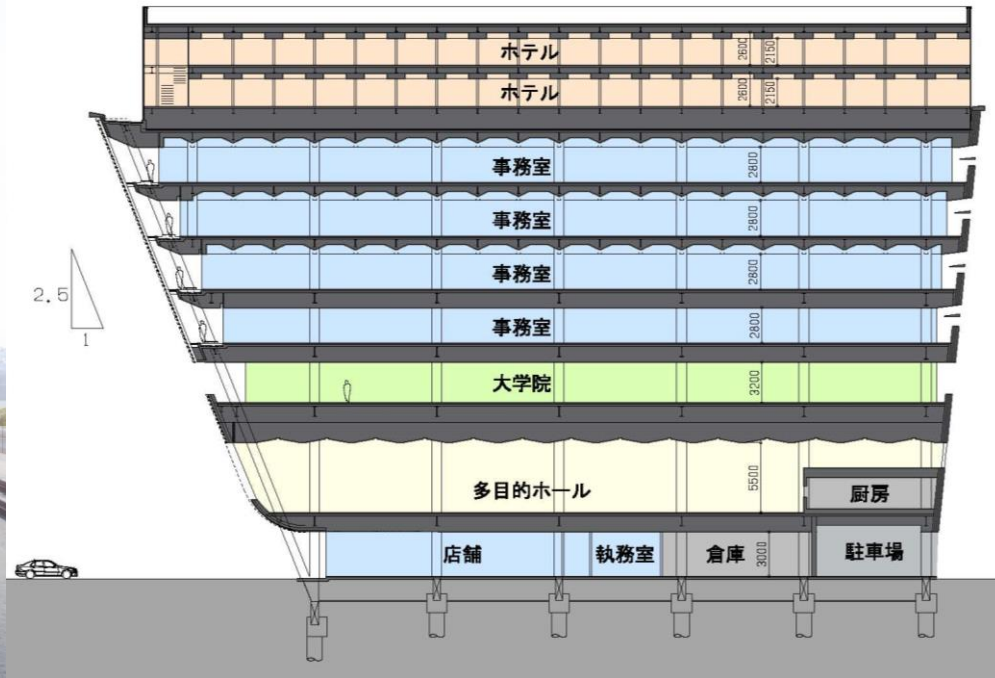 ホテル
2600
2150
ホテル
2600
2150
事務室
2800
事務室
2800
事務室
2800
事務室
2800
2.5
1
大学院
3200
多目的ホール
5500
厨房
店舗
執務室
倉庫
3000
駐車場